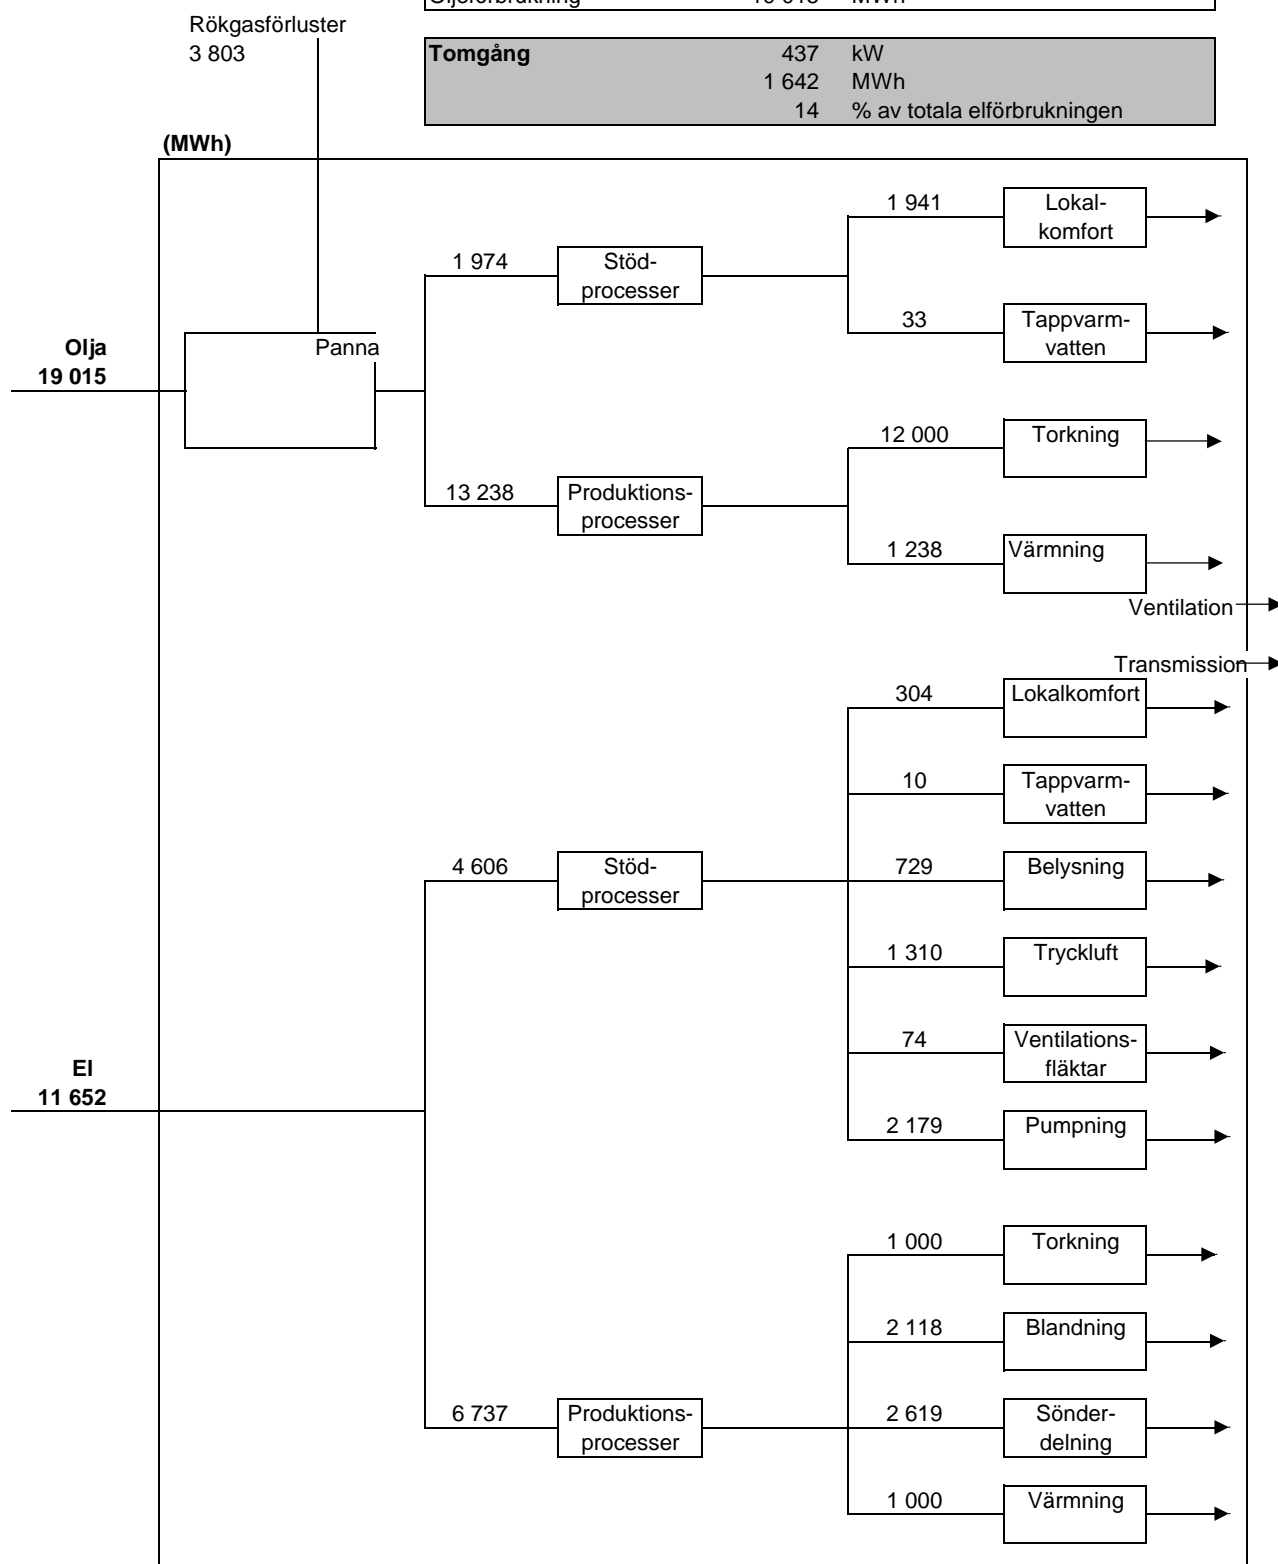 MWh
Rökgasförluster
3 803
Tomgång 437 kW
1 642 MWh
14 % av totala elförbrukningen
(MWh)
1 941 Lokal-
komfort
1 974 Stöd-
processer
33 Tappvarm-
vatten
Olja
19 015
Panna
12 000 Torkning
13 238 Produktions-
processer
1 238 Värmning
Ventilation
Transmission
304 Lokalkomfort
10 Tappvarm-
vatten
4 606 Stöd-
processer
729 Belysning
1 310 Tryckluft
74 Ventilations-
fläktar
El
11 652
2 179 Pumpning
1 000 Torkning
2 118 Blandning
6 737 Produktions-
processer
2 619 Sönder-
delning
1 000 Värmning